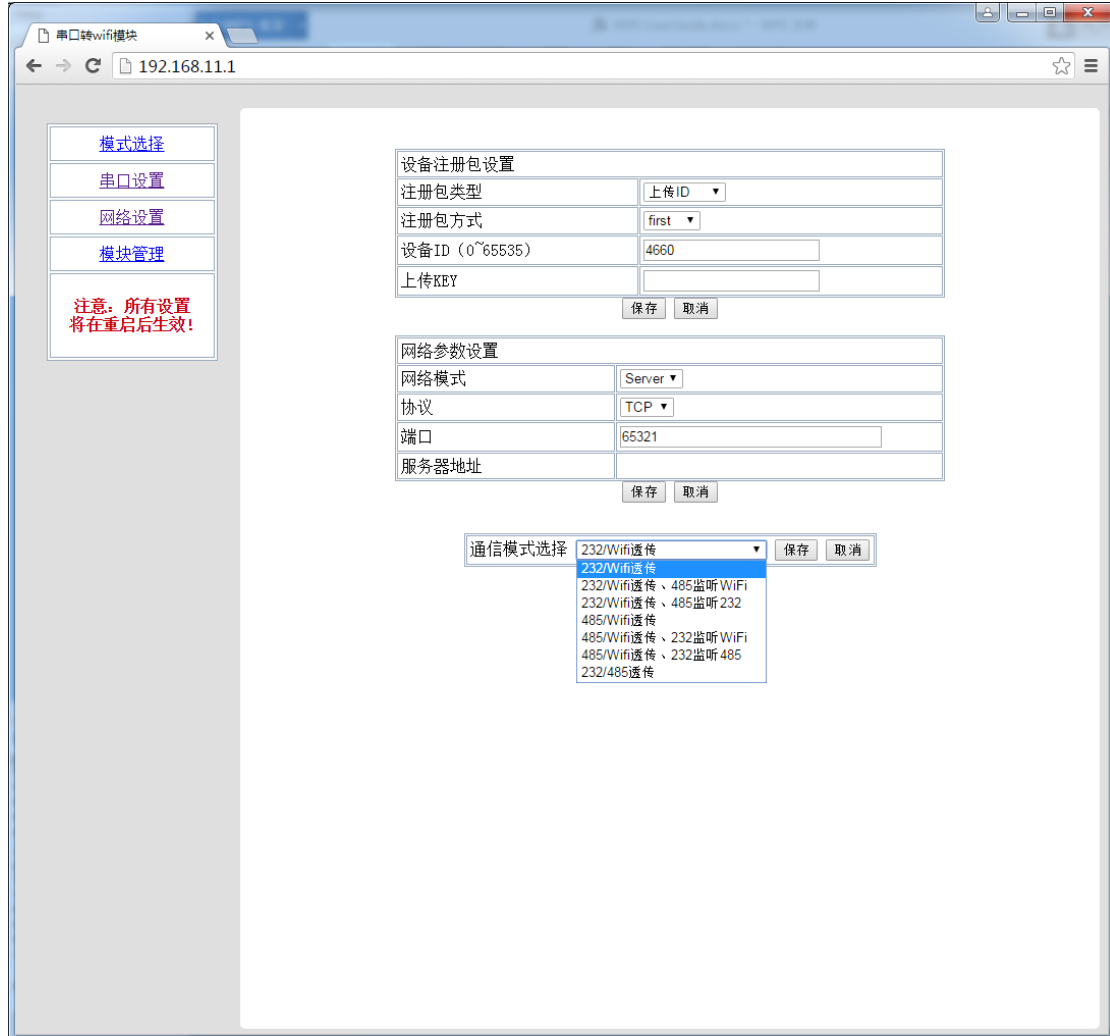 串口转wifi模块
192.168.11.1
模式选择
串口设置
网络设置
模块管理
注意：所有设置
将在重启后生效!
设备注册包设置
注册包类型 上传ID
注册包方式 first
设备ID（0~65535） 4660
上传KEY
保存 取消
网络参数设置
网络模式 Server
协议 TCP
端口 65321
服务器地址
保存 取消
通信模式选择 232/Wifi透传 保存 取消
232/Wifi透传
232/Wifi透传、485监听WiFi
232/Wifi透传、485监听232
485/Wifi透传
485/Wifi透传、232监听WiFi
485/Wifi透传、232监听485
232/485透传